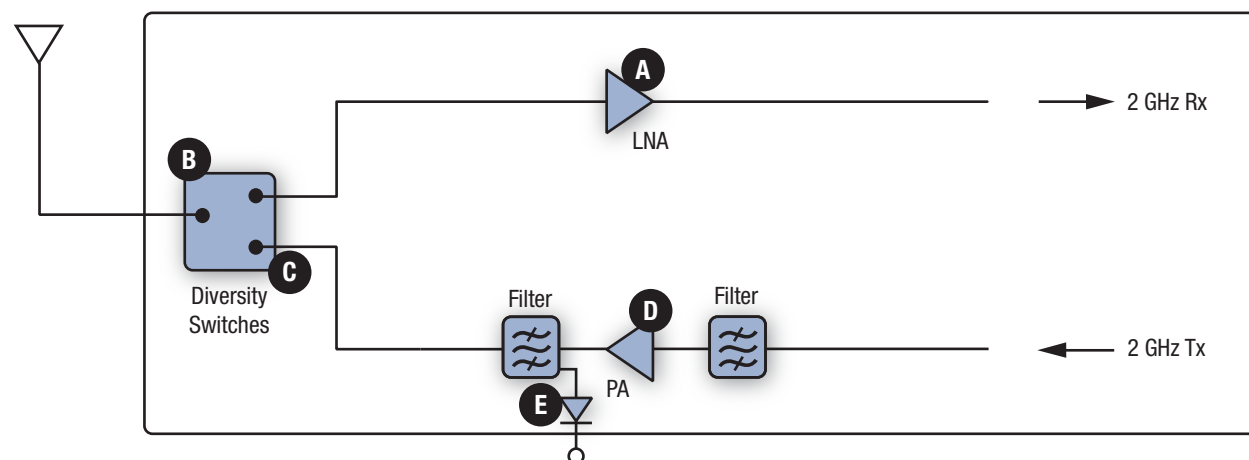 A
2 GHz Rx
LNA
B
C
Diversity
Switches
Filter
D
Filter
2 GHz Tx
PA
E